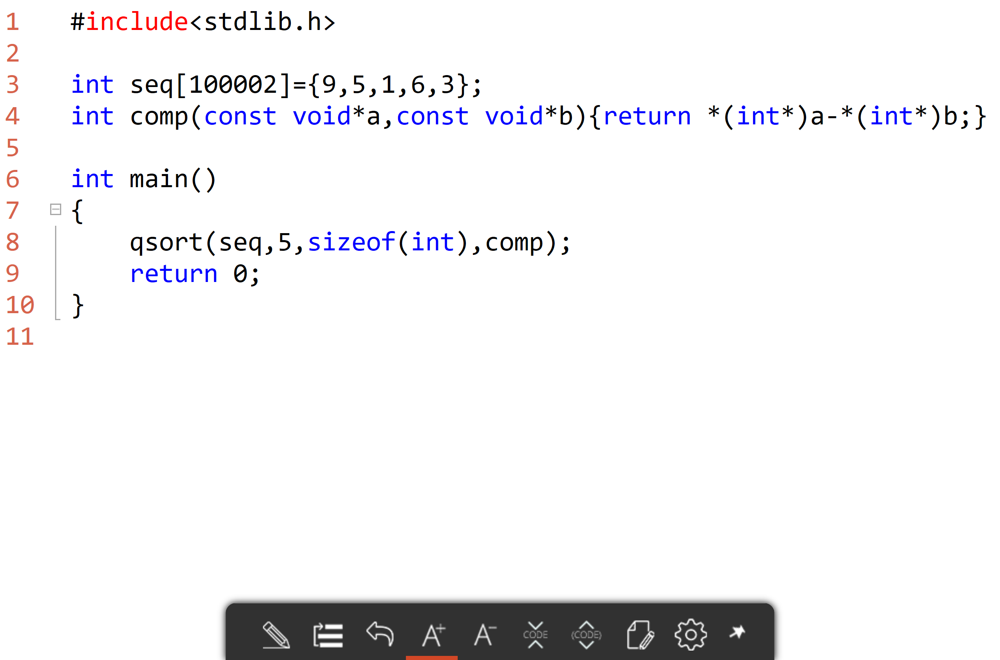 1 #include<stdlib.h>
2
3 int seq[100002]={9,5,1,6,3};
4 int comp(const void*a,const void*b){return *(int*)a-*(int*)b;}
5
6 int main()
7 {
8     qsort(seq,5,sizeof(int),comp);
9     return 0;
10 }
11
A+ A- CODE (CODE)